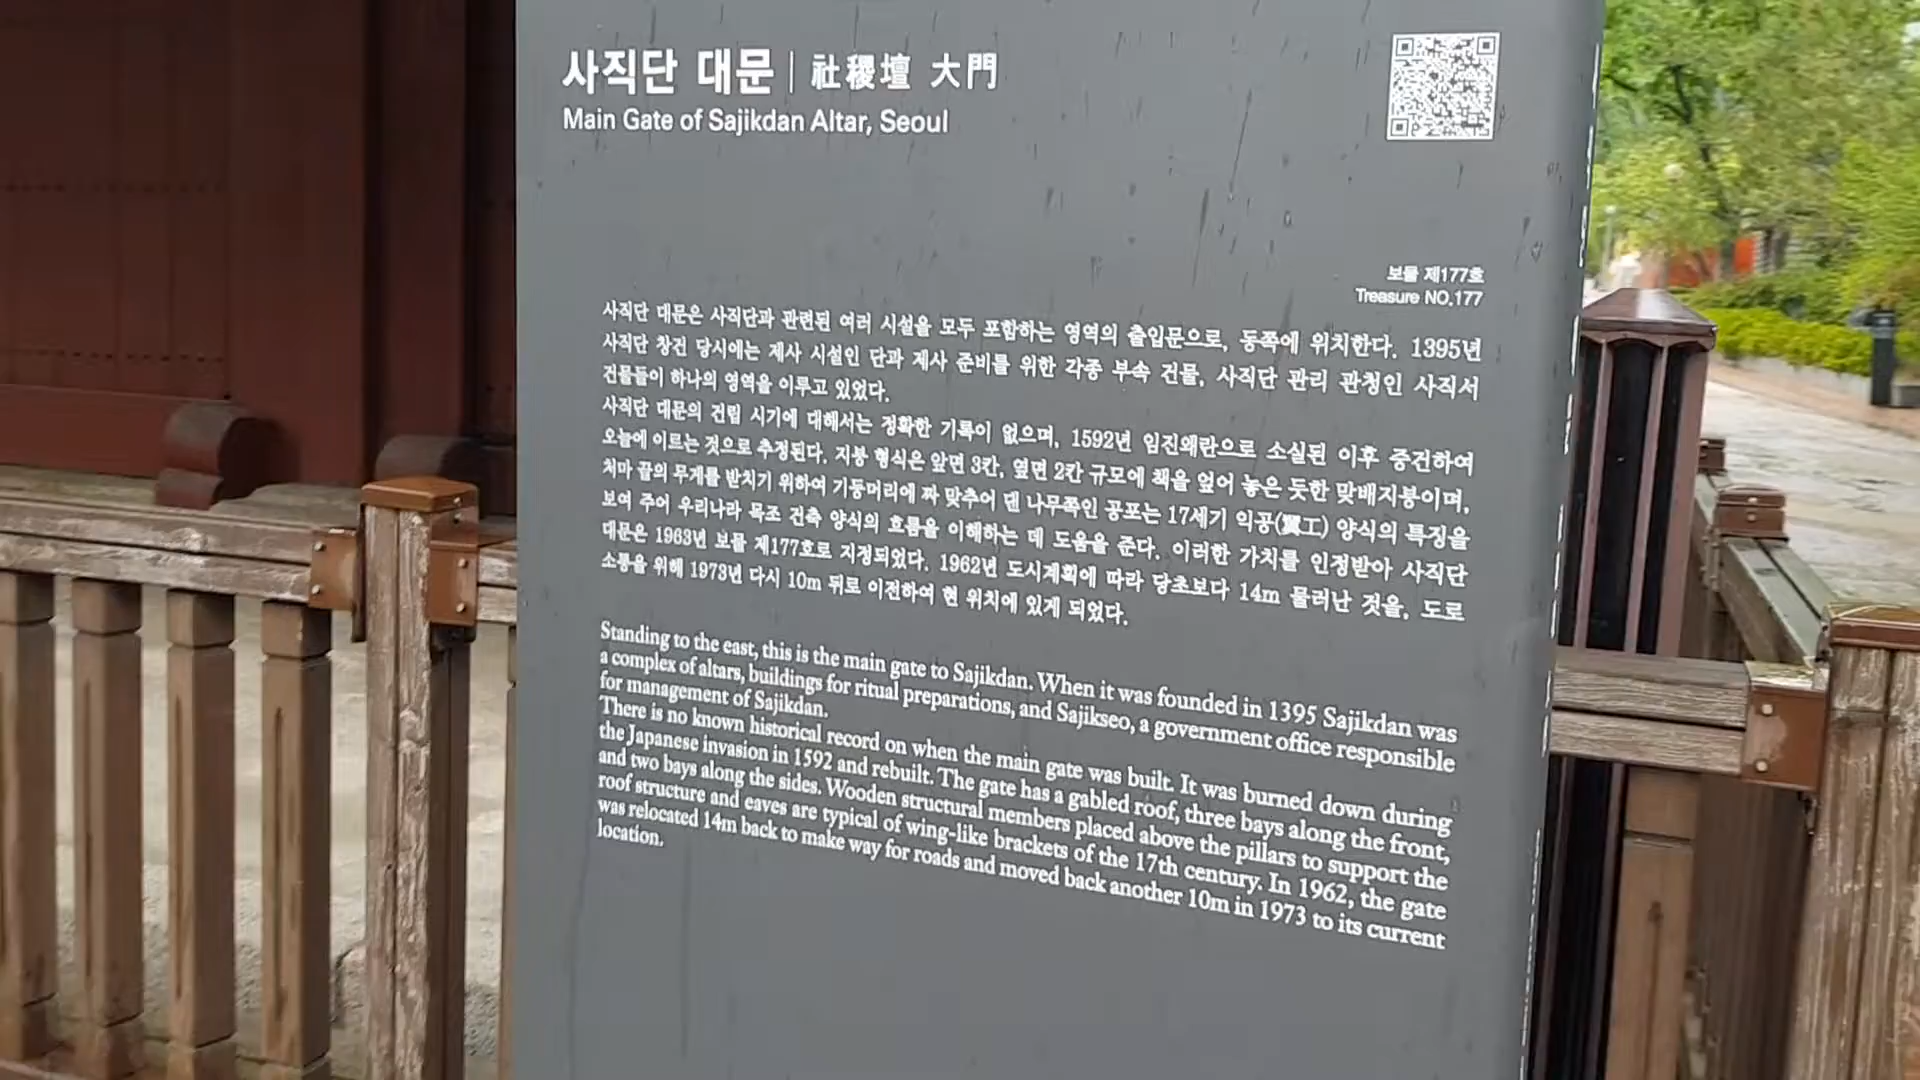 사직단 대문 | 社稷壇 大門
Main Gate of Sajikdan Altar, Seoul
보물 제177호
Treasure NO.177
사직단 대문은 사직단과 관련된 여러 시설을 모두 포함하는 영역의 출입문으로, 동쪽에 위치한다. 1395년
사직단 창건 당시에는 제사 시설인 단과 제사 준비를 위한 각종 부속 건물, 사직단 관리 관청인 사직서
건물들이 하나의 영역을 이루고 있었다.
사직단 대문의 건립 시기에 대해서는 정확한 기록이 없으며, 1592년 임진왜란으로 소실된 이후 중건하여
오늘에 이르는 것으로 추정된다. 지붕 형식은 앞면 3칸, 옆면 2칸 규모에 책을 엎어 놓은 듯한 맞배지붕이며,
처마 끝의 무게를 받치기 위하여 기둥머리에 짜 맞추어 댄 나무쪽인 공포는 17세기 익공(翼工) 양식의 특징을
보여 주어 우리나라 목조 건축 양식의 흐름을 이해하는 데 도움을 준다. 이러한 가치를 인정받아 사직단
대문은 1963년 보물 제177호로 지정되었다. 1962년 도시계획에 따라 당초보다 14m 물러난 것을, 도로
소통을 위해 1973년 다시 10m 뒤로 이전하여 현 위치에 있게 되었다.
Standing to the east, this is the main gate to Sajikdan. When it was founded in 1395 Sajikdan was
a complex of altars, buildings for ritual preparations, and Sajikseo, a government office responsible
for management of Sajikdan.
There is no known historical record on when the main gate was built. It was burned down during
the Japanese invasion in 1592 and rebuilt. The gate has a gabled roof, three bays along the front,
and two bays along the sides. Wooden structural members placed above the pillars to support the
roof structure and eaves are typical of wing-like brackets of the 17th century. In 1962, the gate
was relocated 14m back to make way for roads and moved back another 10m in 1973 to its current
location.